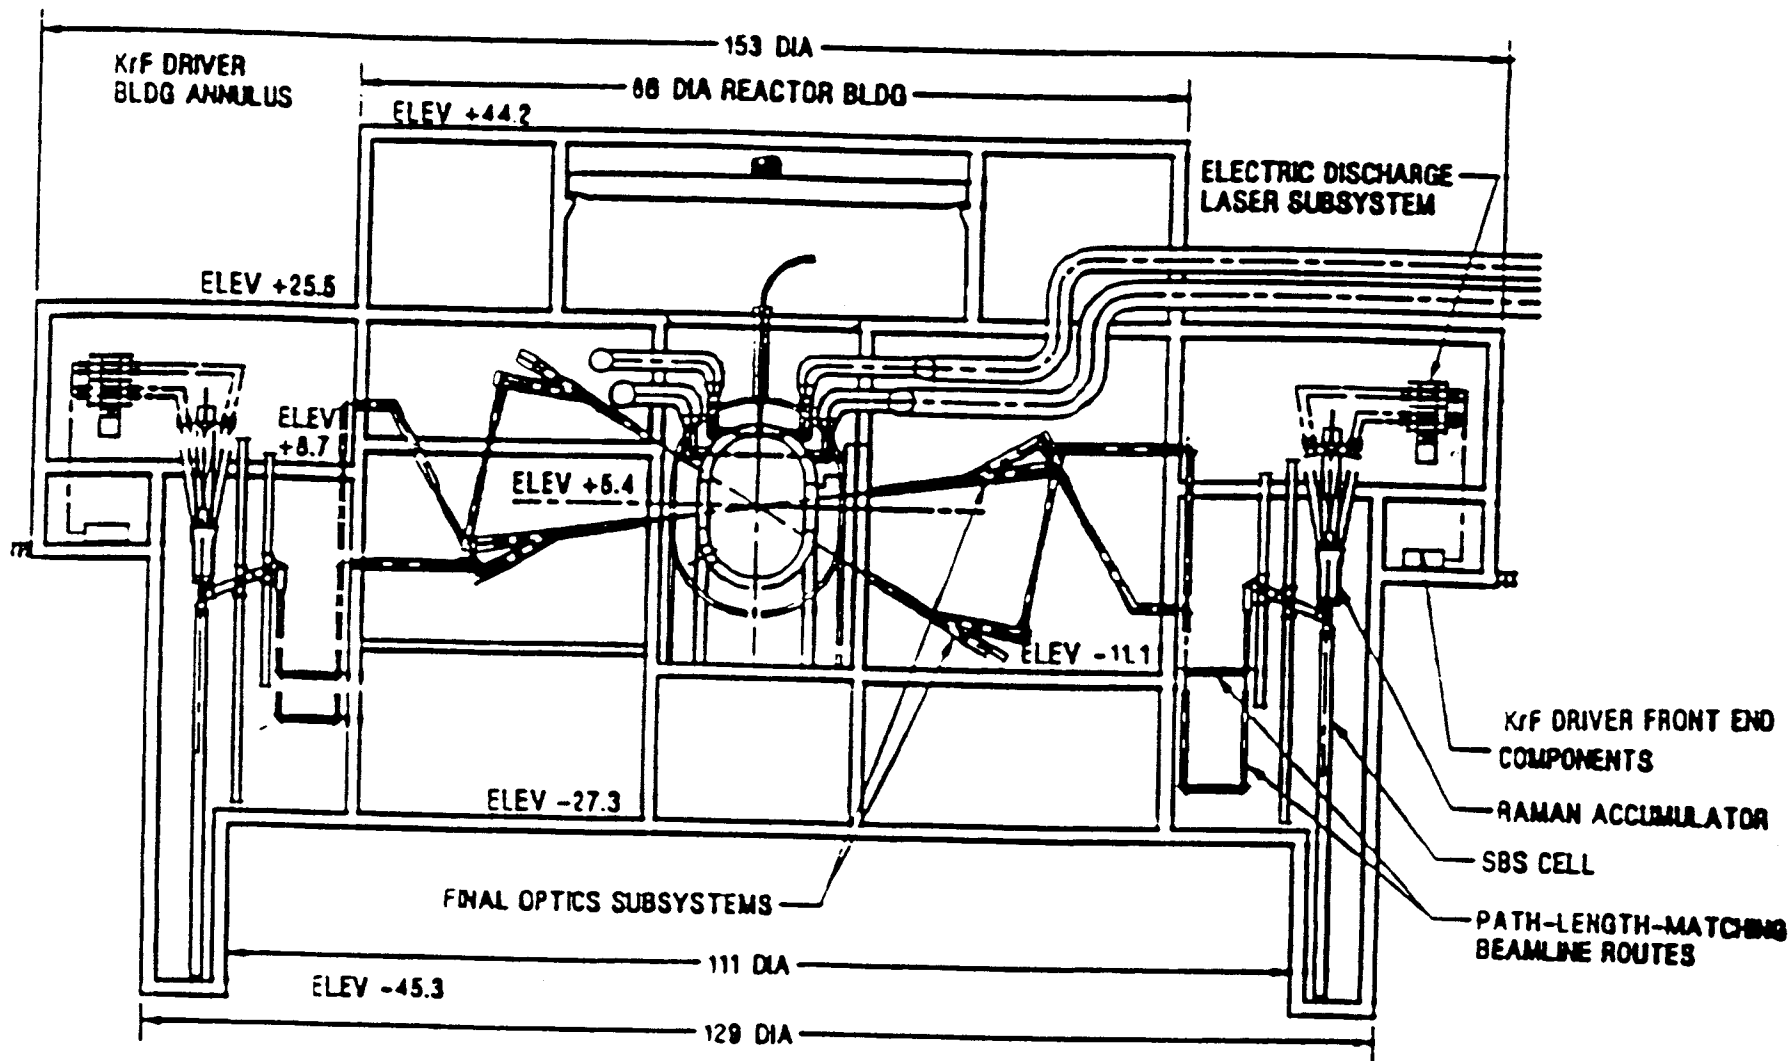 153 DIA
KrF DRIVER
BLDG ANNULUS
DIA REACTOR BLDG
ELEV +44.2
ELECTRIC DISCHARGE
LASER SUBSYSTEM
ELEV +25.5
ELEV
+8.7
ELEV +5.4
ELEV -11.1
KrF DRIVER FRONT END
COMPONENTS
ELEV -27.3
RAMAN ACCUMULATOR
SBS CELL
FINAL OPTICS SUBSYSTEMS
PATH-LENGTH-MATCHING
BEAMLINE ROUTES
111 DIA
ELEV -45.3
129 DIA